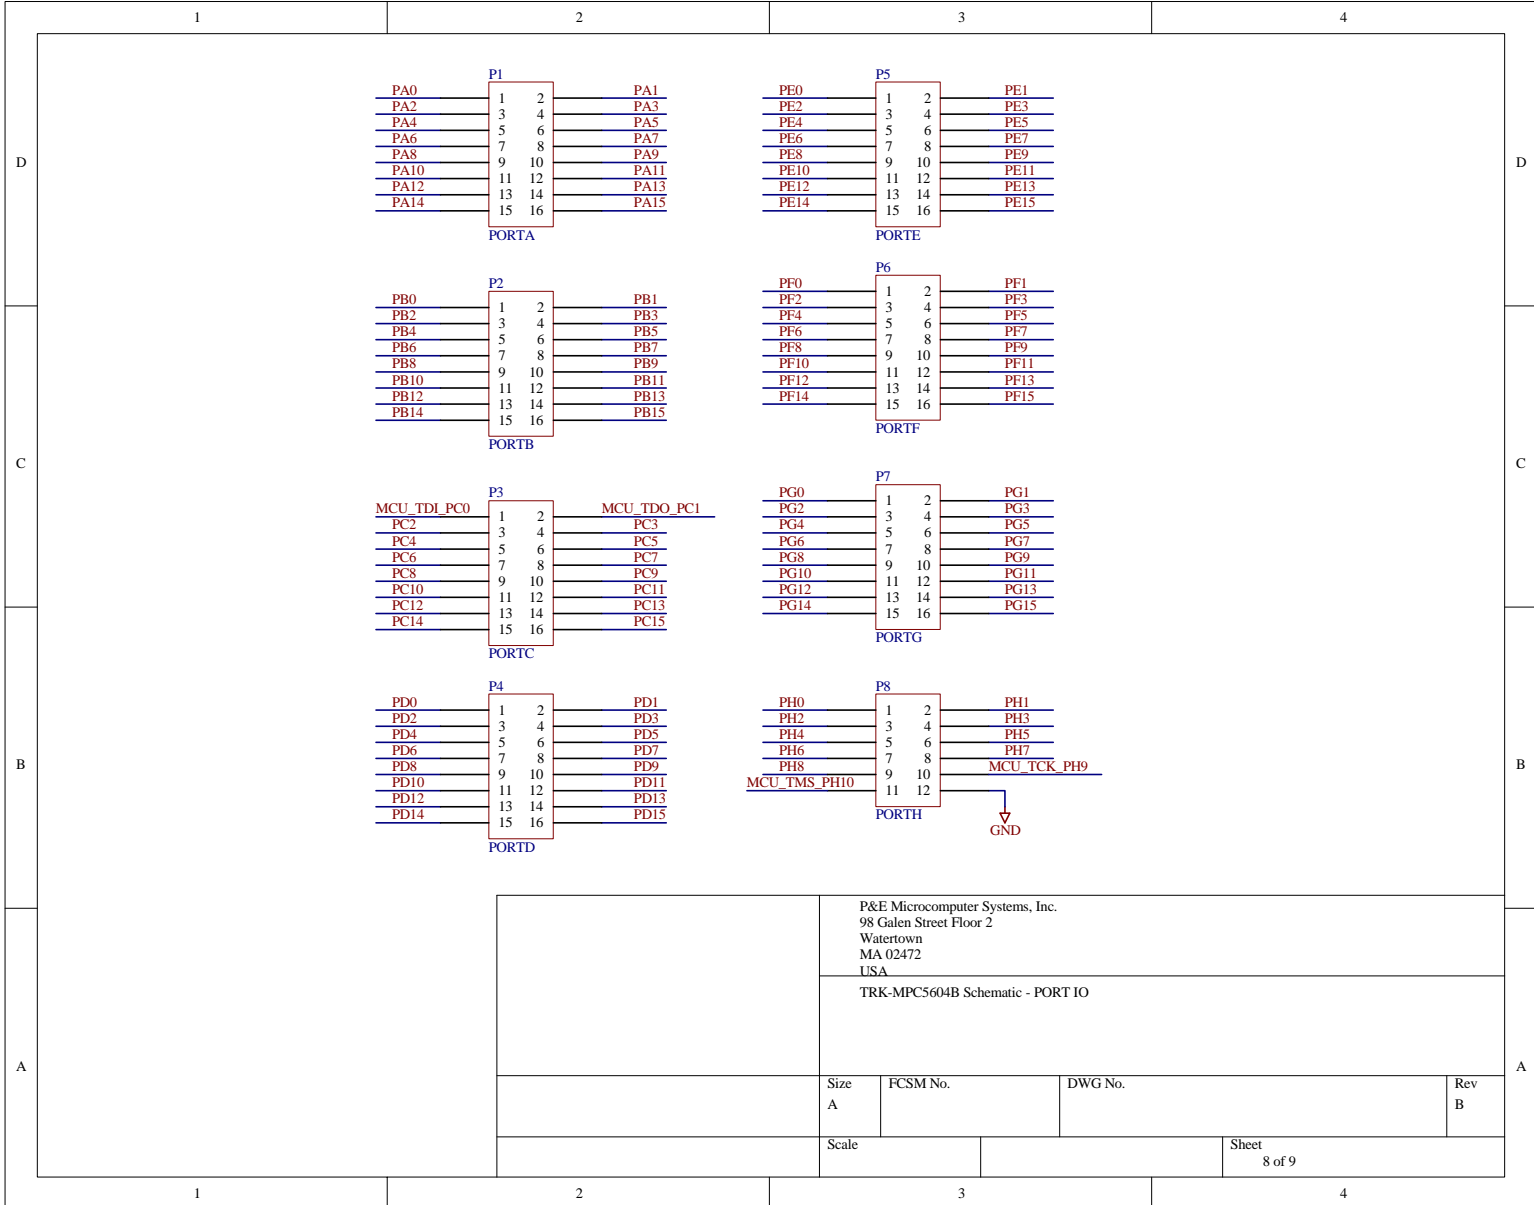 1 2 3 4
D D
C C
B B
A A
P1
PA0 1 2 PA1
PA2 3 4 PA3
PA4 5 6 PA5
PA6 7 8 PA7
PA8 9 10 PA9
PA10 11 12 PA11
PA12 13 14 PA13
PA14 15 16 PA15
PORTA
P5
PE0 1 2 PE1
PE2 3 4 PE3
PE4 5 6 PE5
PE6 7 8 PE7
PE8 9 10 PE9
PE10 11 12 PE11
PE12 13 14 PE13
PE14 15 16 PE15
PORTE
P2
PB0 1 2 PB1
PB2 3 4 PB3
PB4 5 6 PB5
PB6 7 8 PB7
PB8 9 10 PB9
PB10 11 12 PB11
PB12 13 14 PB13
PB14 15 16 PB15
PORTB
P6
PF0 1 2 PF1
PF2 3 4 PF3
PF4 5 6 PF5
PF6 7 8 PF7
PF8 9 10 PF9
PF10 11 12 PF11
PF12 13 14 PF13
PF14 15 16 PF15
PORTF
P3
MCU_TDI_PC0 1 2 MCU_TDO_PC1
PC2 3 4 PC3
PC4 5 6 PC5
PC6 7 8 PC7
PC8 9 10 PC9
PC10 11 12 PC11
PC12 13 14 PC13
PC14 15 16 PC15
PORTC
P7
PG0 1 2 PG1
PG2 3 4 PG3
PG4 5 6 PG5
PG6 7 8 PG7
PG8 9 10 PG9
PG10 11 12 PG11
PG12 13 14 PG13
PG14 15 16 PG15
PORTG
P4
PD0 1 2 PD1
PD2 3 4 PD3
PD4 5 6 PD5
PD6 7 8 PD7
PD8 9 10 PD9
PD10 11 12 PD11
PD12 13 14 PD13
PD14 15 16 PD15
PORTD
P8
PH0 1 2 PH1
PH2 3 4 PH3
PH4 5 6 PH5
PH6 7 8 PH7
PH8 9 10 MCU_TCK_PH9
MCU_TMS_PH10 11 12
PORTH
GND
P&E Microcomputer Systems, Inc.
98 Galen Street Floor 2
Watertown
MA 02472
USA
TRK-MPC5604B Schematic - PORT IO
Size FCSM No. DWG No. Rev
A B
Scale Sheet
8 of 9
1 2 3 4